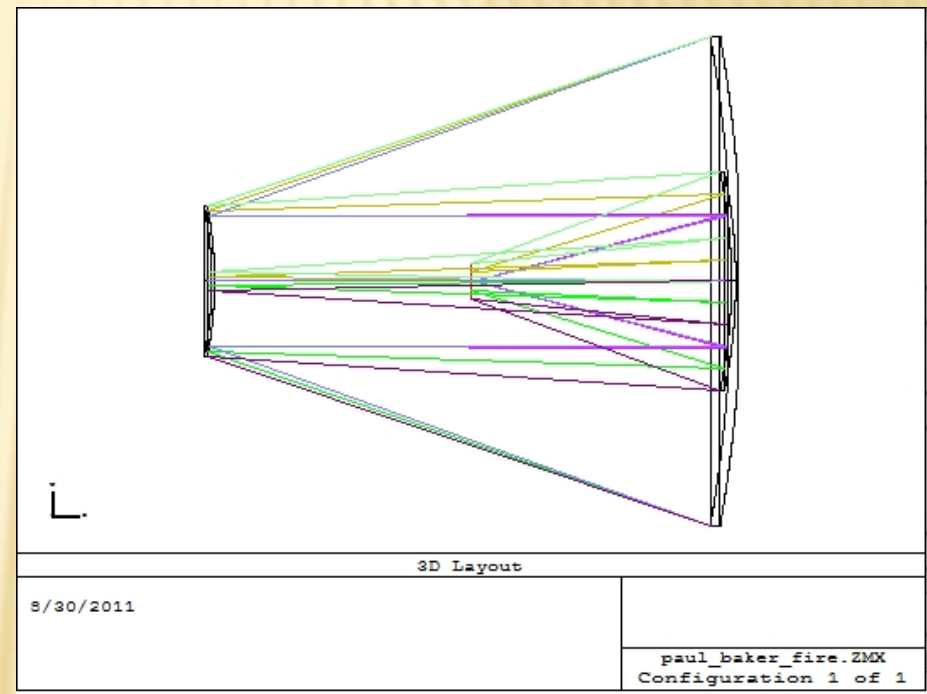 3D Layout
8/30/2011
paul_baker_fire.ZMX
Configuration 1 of 1